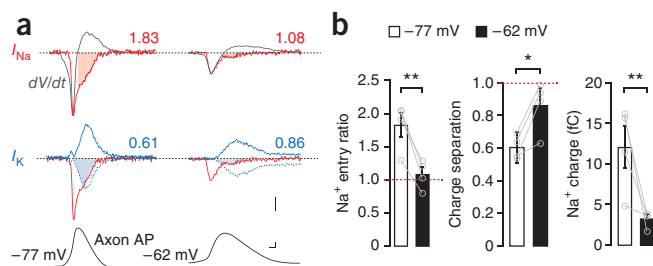 a
I_Na 1.83 1.08
dV/dt
I_K 0.61 0.86
Axon AP
−77 mV −62 mV
b
−77 mV −62 mV
** * **
Na⁺ entry ratio
2.5
2.0
1.5
1.0
0.5
0
Charge separation
1.0
0.8
0.6
0.4
0.2
0
Na⁺ charge (fC)
20
15
10
5
0